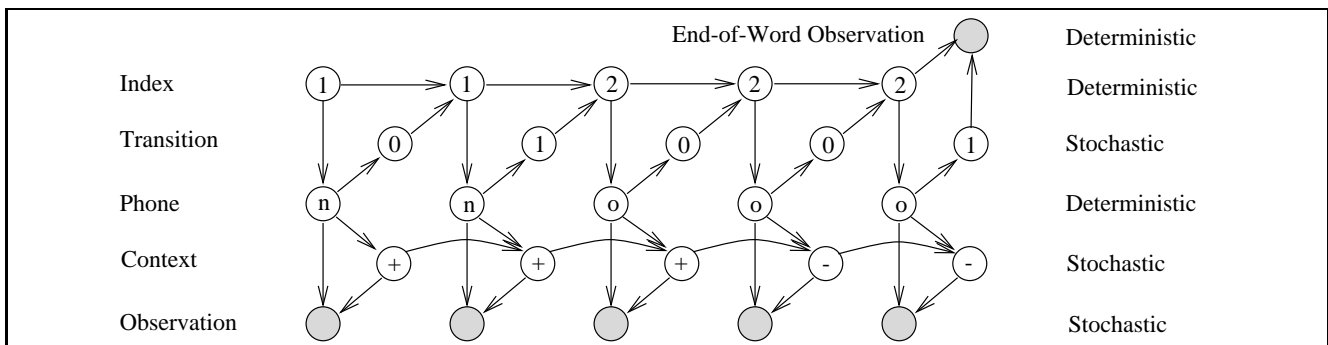 End-of-Word Observation Deterministic
Index 1 1 2 2 2 Deterministic
Transition 0 1 0 0 1 Stochastic
Phone n n o o o Deterministic
Context + + + - - Stochastic
Observation Stochastic